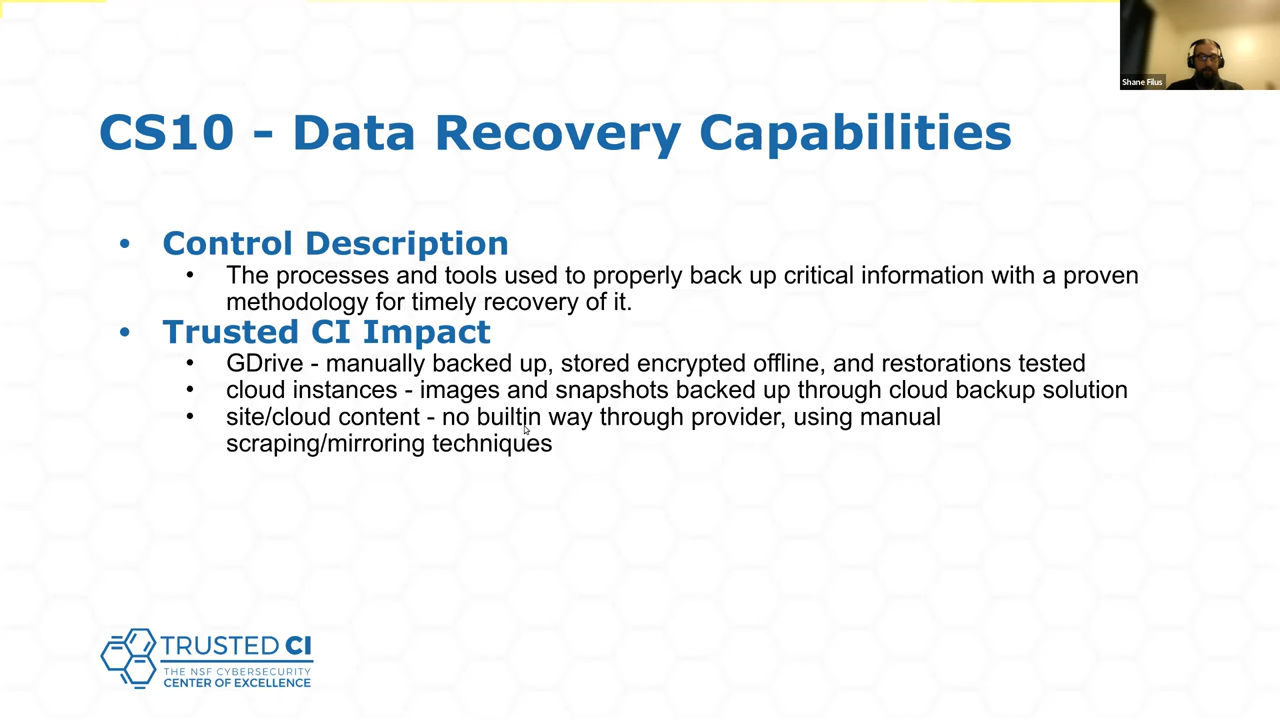 Shane Filus
CS10 - Data Recovery Capabilities
• Control Description
• The processes and tools used to properly back up critical information with a proven
methodology for timely recovery of it.
• Trusted CI Impact
• GDrive - manually backed up, stored encrypted offline, and restorations tested
• cloud instances - images and snapshots backed up through cloud backup solution
• site/cloud content - no builtin way through provider, using manual
scraping/mirroring techniques
TRUSTED CI
THE NSF CYBERSECURITY
CENTER OF EXCELLENCE